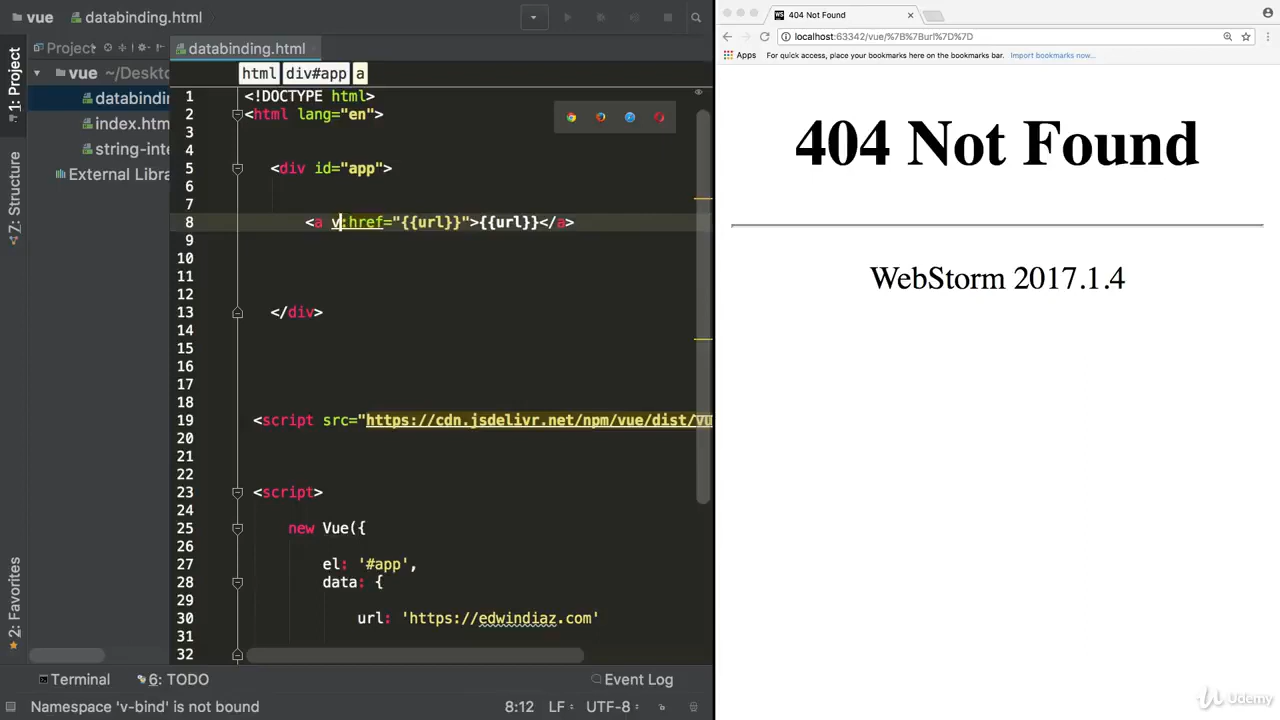 vue
databinding.html
1: Project
Project
databinding.html
vue ~/Deskto
databindin
index.htm
string-inte
External Libra
7: Structure
2: Favorites
html div#app a
1 <!DOCTYPE html>
2 <html lang="en">
3
4
5 <div id="app">
6
7
8 <a v:href="{{url}}">{{url}}</a>
9
10
11
12
13 </div>
14
15
16
17
18
19 <script src="https://cdn.jsdelivr.net/npm/vue/dist/vu
20
21
22
23 <script>
24
25 new Vue({
26
27 el: '#app',
28 data: {
29
30 url: 'https://edwindiaz.com'
31
32
Terminal
6: TODO
Event Log
Namespace 'v-bind' is not bound
8:12 LF UTF-8
WS 404 Not Found
localhost:63342/vue/%7B%7Burl%7D%7D
Apps For quick access, place your bookmarks here on the bookmarks bar. Import bookmarks now...
404 Not Found
WebStorm 2017.1.4
Udemy